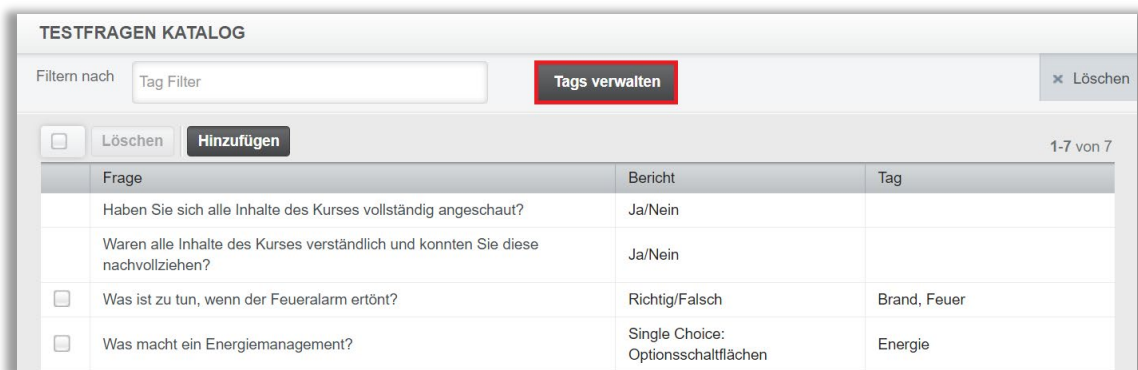 TESTFRAGEN KATALOG
Filtern nach Tag Filter Tags verwalten × Löschen
Löschen Hinzufügen 1-7 von 7
Frage Bericht Tag
Haben Sie sich alle Inhalte des Kurses vollständig angeschaut? Ja/Nein
Waren alle Inhalte des Kurses verständlich und konnten Sie diese
nachvollziehen? Ja/Nein
Was ist zu tun, wenn der Feueralarm ertönt? Richtig/Falsch Brand, Feuer
Was macht ein Energiemanagement? Single Choice:
Optionsschaltflächen Energie